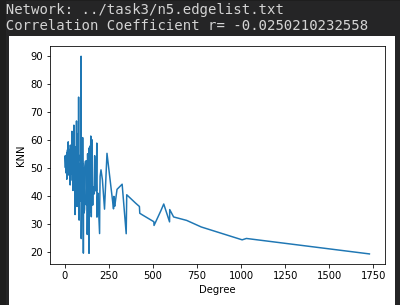 Network: ../task3/n5.edgelist.txt
Correlation Coefficient r= -0.0250210232558
90
80
70
60
50
40
30
20
KNN
0 250 500 750 1000 1250 1500 1750
Degree